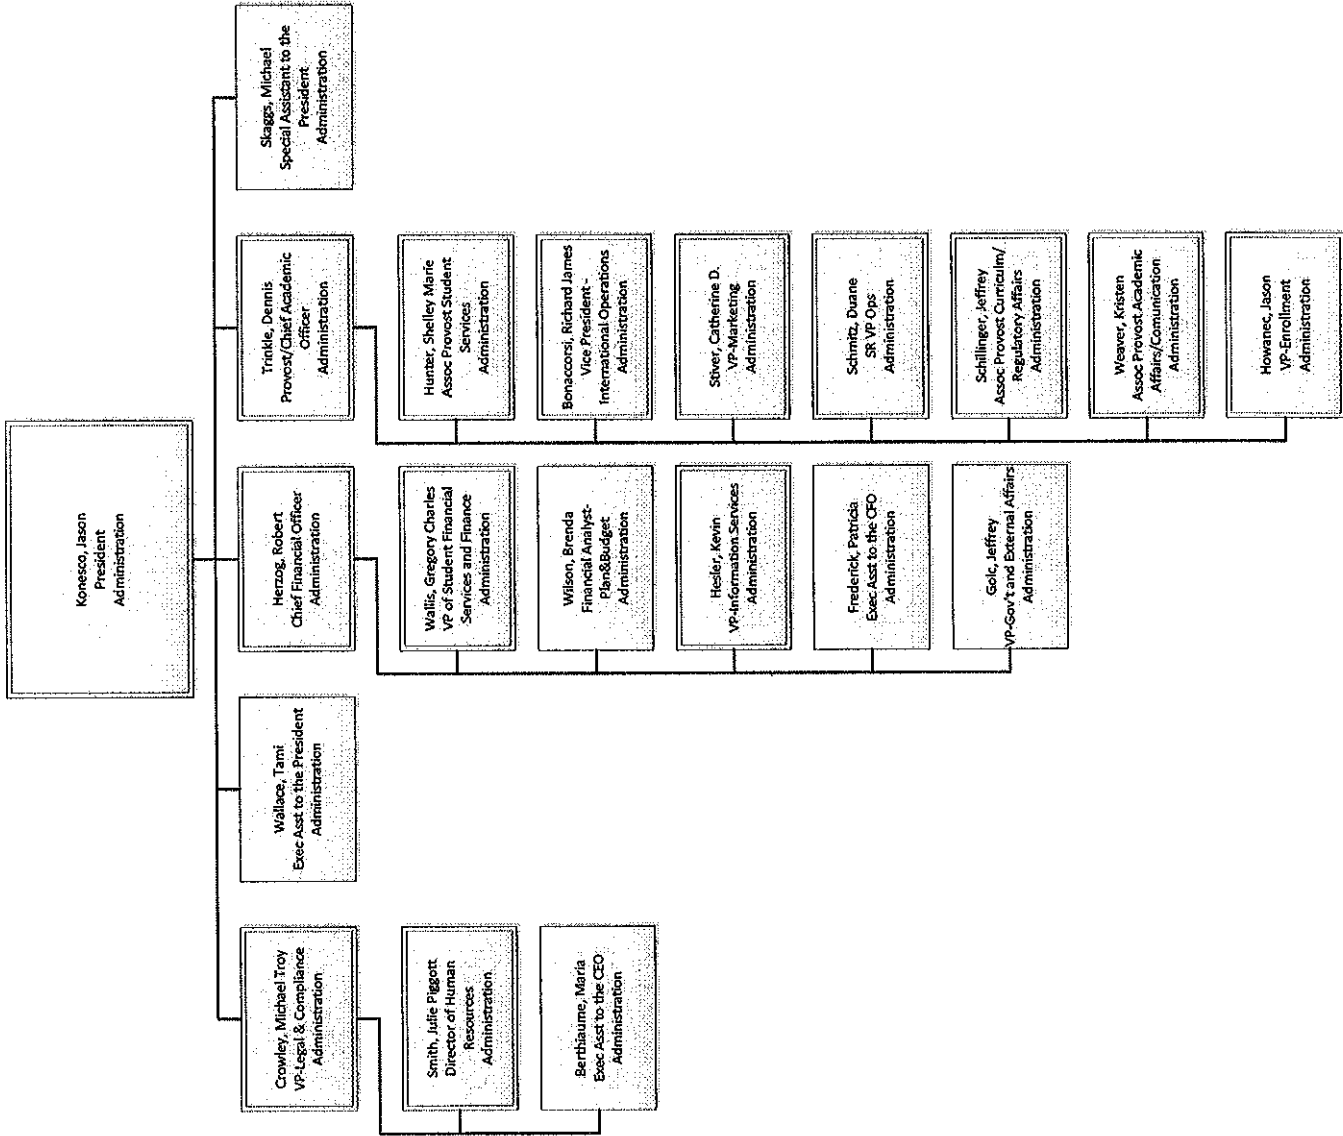 Konesco, Jason
President
Administration
Crowley, Michael Troy
VP-Legal & Compliance
Administration
Smith, Julie Piggott
Director of Human
Resources
Administration
Berthiaume, Maria
Exec Asst to the CEO
Administration
Wallace, Tami
Exec Asst to the President
Administration
Herzog, Robert
Chief Financial Officer
Administration
Wallis, Gregory Charles
VP of Student Financial
Services and Finance
Administration
Wilson, Brenda
Financial Analyst-
Plan&Budget
Administration
Hesler, Kevin
VP-Information Services
Administration
Frederick, Patricia
Exec Asst to the CFO
Administration
Golc, Jeffrey
VP-Gov't and External Affairs
Administration
Trinkle, Dennis
Provost/Chief Academic
Officer
Administration
Hunter, Shelley Marie
Assoc Provost Student
Services
Administration
Bonaccorsi, Richard James
Vice President -
International Operations
Administration
Stiver, Catherine D.
VP-Marketing
Administration
Schmitz, Duane
SR VP Ops
Administration
Schillinger, Jeffrey
Assoc Provost Curriculm/
Regulatory Affairs
Administration
Weaver, Kristen
Assoc Provost Academic
Affairs/Comunication
Administration
Howanec, Jason
VP-Enrollment
Administration
Skaggs, Michael
Special Assistant to the
President
Administration